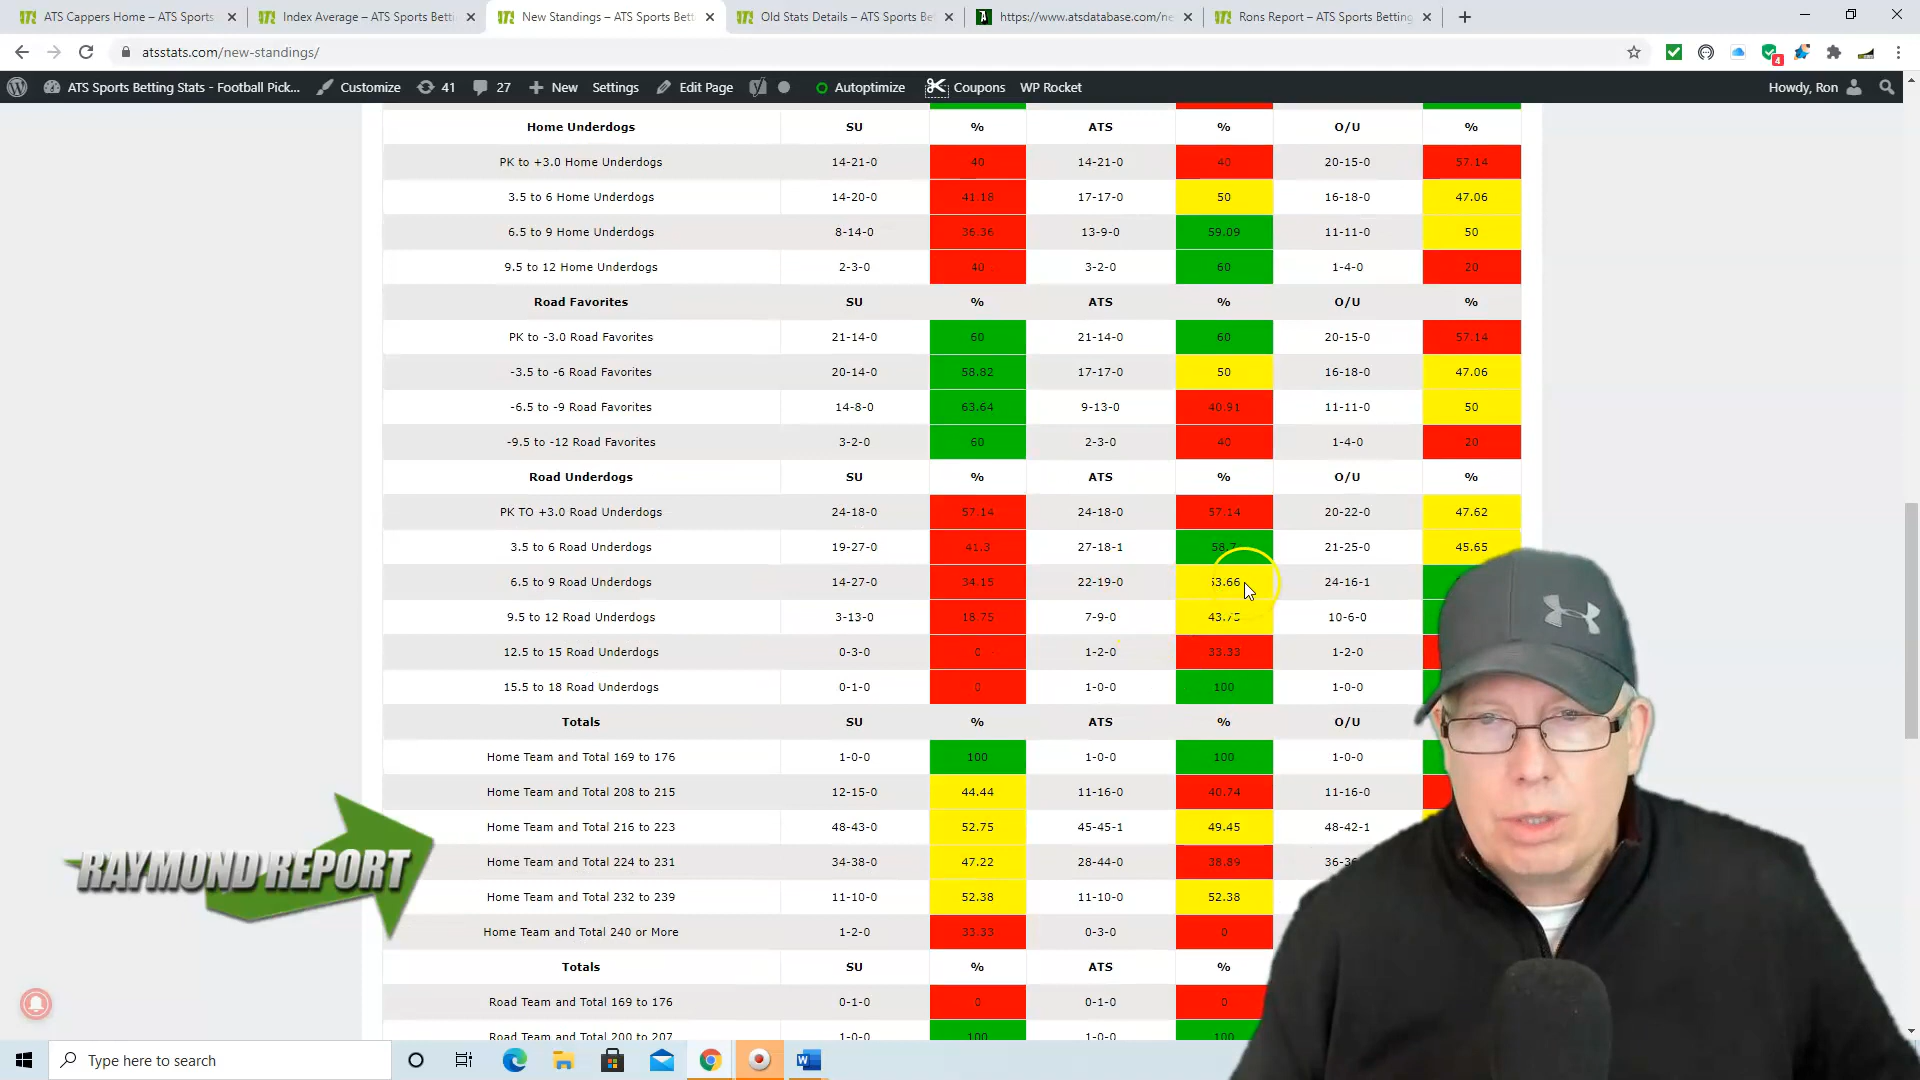 ATS Cappers Home – ATS Sports
Index Average – ATS Sports Betti
New Standings – ATS Sports Bett
Old Stats Details – ATS Sports Be
https://www.atsdatabase.com/ne
Rons Report – ATS Sports Betting
atsstats.com/new-standings/
4
ATS Sports Betting Stats - Football Pick... Customize 41 27 New Settings Edit Page Autoptimize Coupons WP Rocket Howdy, Ron
Home Underdogs SU % ATS % O/U %
PK to +3.0 Home Underdogs 14-21-0 40 14-21-0 40 20-15-0 57.14
3.5 to 6 Home Underdogs 14-20-0 41.18 17-17-0 50 16-18-0 47.06
6.5 to 9 Home Underdogs 8-14-0 36.36 13-9-0 59.09 11-11-0 50
9.5 to 12 Home Underdogs 2-3-0 40 3-2-0 60 1-4-0 20
Road Favorites SU % ATS % O/U %
PK to -3.0 Road Favorites 21-14-0 60 21-14-0 60 20-15-0 57.14
-3.5 to -6 Road Favorites 20-14-0 58.82 17-17-0 50 16-18-0 47.06
-6.5 to -9 Road Favorites 14-8-0 63.64 9-13-0 40.91 11-11-0 50
-9.5 to -12 Road Favorites 3-2-0 60 2-3-0 40 1-4-0 20
Road Underdogs SU % ATS % O/U %
PK TO +3.0 Road Underdogs 24-18-0 57.14 24-18-0 57.14 20-22-0 47.62
3.5 to 6 Road Underdogs 19-27-0 41.3 27-18-1 58.7 21-25-0 45.65
6.5 to 9 Road Underdogs 14-27-0 34.15 22-19-0 53.66 24-16-1
9.5 to 12 Road Underdogs 3-13-0 18.75 7-9-0 43.75 10-6-0
12.5 to 15 Road Underdogs 0-3-0 0 1-2-0 33.33 1-2-0
15.5 to 18 Road Underdogs 0-1-0 0 1-0-0 100 1-0-0
Totals SU % ATS % O/U
Home Team and Total 169 to 176 1-0-0 100 1-0-0 100 1-0-0
Home Team and Total 208 to 215 12-15-0 44.44 11-16-0 40.74 11-16-0
Home Team and Total 216 to 223 48-43-0 52.75 45-45-1 49.45 48-42-1
Home Team and Total 224 to 231 34-38-0 47.22 28-44-0 38.89 36-3
Home Team and Total 232 to 239 11-10-0 52.38 11-10-0 52.38
Home Team and Total 240 or More 1-2-0 33.33 0-3-0 0
Totals SU % ATS %
Road Team and Total 169 to 176 0-1-0 0 0-1-0 0
Road Team and Total 200 to 207 1-0-0 100 1-0-0 100
RAYMOND REPORT
Type here to search